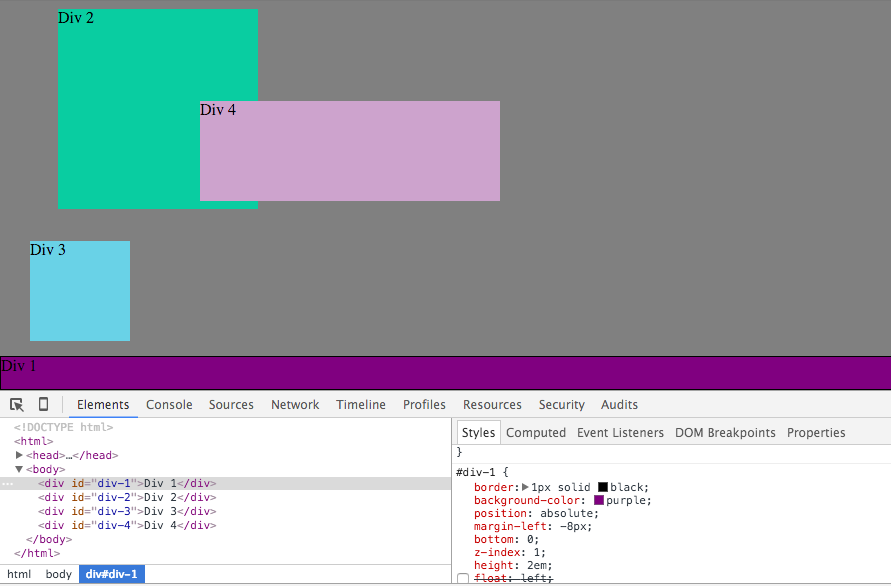 Div 2
Div 4
Div 3
Div 1
Elements Console Sources Network Timeline Profiles Resources Security Audits
<!DOCTYPE html>
<html>
<head>…</head>
<body>
<div id="div-1">Div 1</div>
<div id="div-2">Div 2</div>
<div id="div-3">Div 3</div>
<div id="div-4">Div 4</div>
</body>
</html>
html body div#div-1
Styles Computed Event Listeners DOM Breakpoints Properties
}
#div-1 {
border: 1px solid black;
background-color: purple;
position: absolute;
margin-left: -8px;
bottom: 0;
z-index: 1;
height: 2em;
float: left;